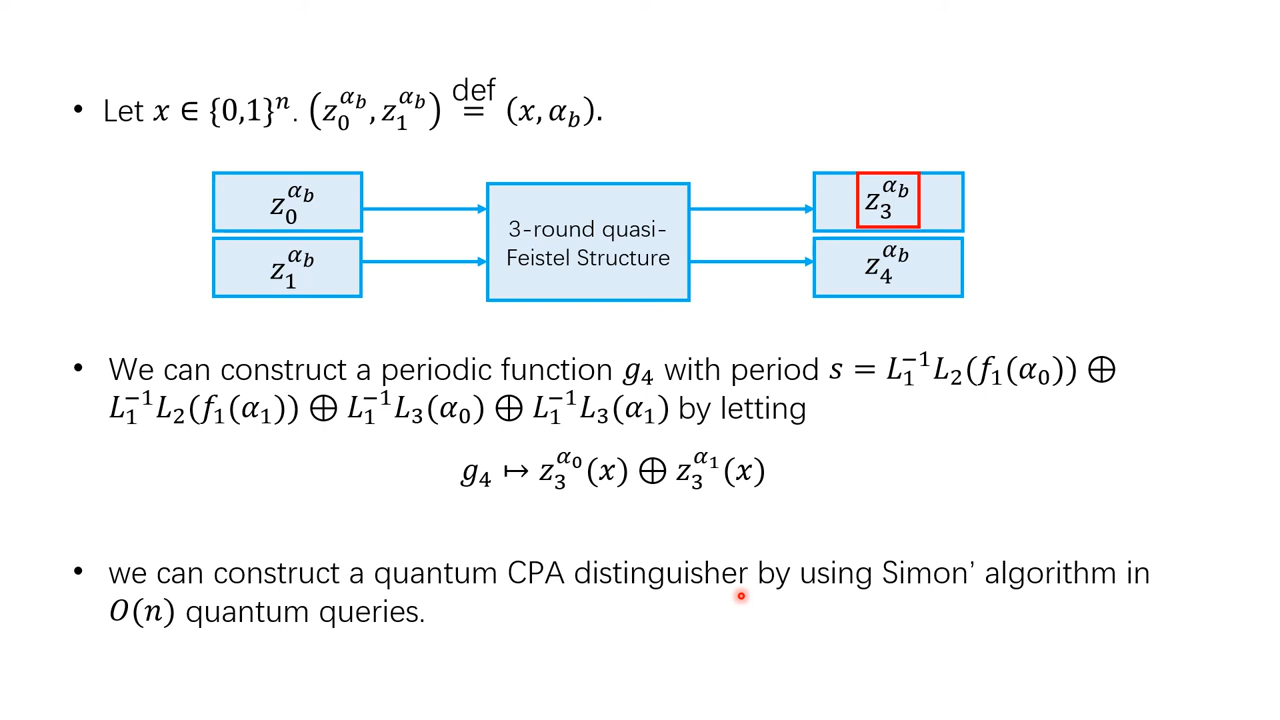 • Let x ∈ {0,1}ⁿ. (z₀^{α_b}, z₁^{α_b}) ≝ (x, α_b).
z₀^{α_b}
z₁^{α_b}
3-round quasi-
Feistel Structure
z₃^{α_b}
z₄^{α_b}
• We can construct a periodic function g₄ with period s = L₁⁻¹L₂(f₁(α₀)) ⊕
L₁⁻¹L₂(f₁(α₁)) ⊕ L₁⁻¹L₃(α₀) ⊕ L₁⁻¹L₃(α₁) by letting
g₄ ↦ z₃^{α₀}(x) ⊕ z₃^{α₁}(x)
• we can construct a quantum CPA distinguisher by using Simon’ algorithm in
O(n) quantum queries.